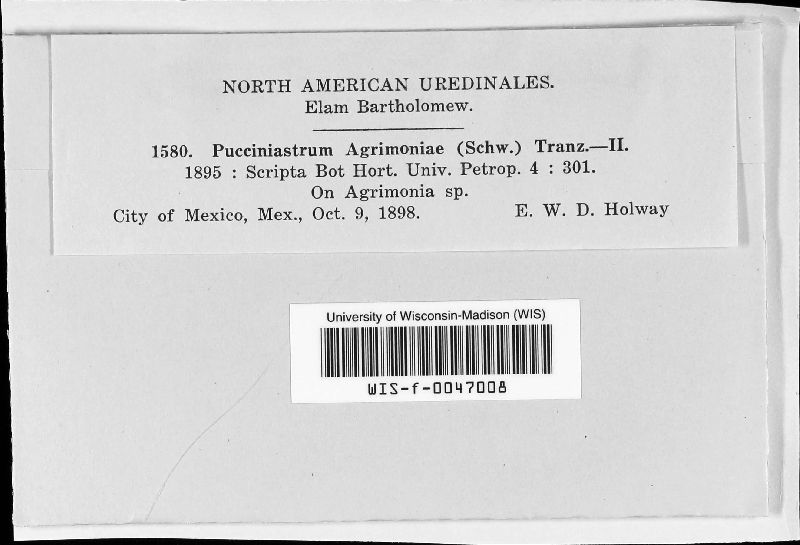 NORTH AMERICAN UREDINALES.
Elam Bartholomew.
1580. Pucciniastrum Agrimoniae (Schw.) Tranz.—II.
1895 : Scripta Bot Hort. Univ. Petrop. 4 : 301.
On Agrimonia sp.
City of Mexico, Mex., Oct. 9, 1898. E. W. D. Holway
University of Wisconsin-Madison (WIS)
WIS-f-0047008